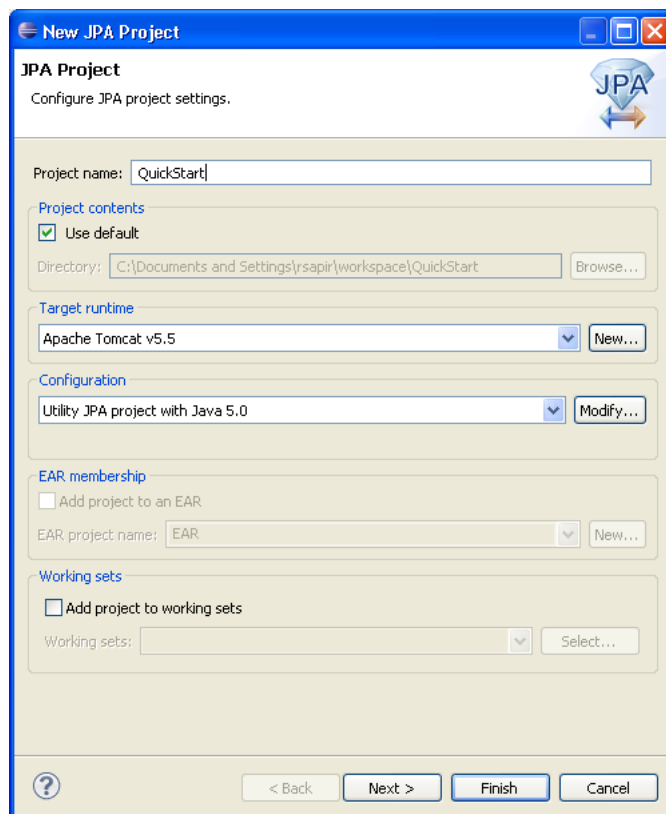 New JPA Project
JPA Project
Configure JPA project settings.
JPA
Project name: QuickStart
Project contents
Use default
Directory: C:\Documents and Settings\rsapir\workspace\QuickStart Browse...
Target runtime
Apache Tomcat v5.5 New...
Configuration
Utility JPA project with Java 5.0 Modify...
EAR membership
Add project to an EAR
EAR project name: EAR New...
Working sets
Add project to working sets
Working sets: Select...
? < Back Next > Finish Cancel